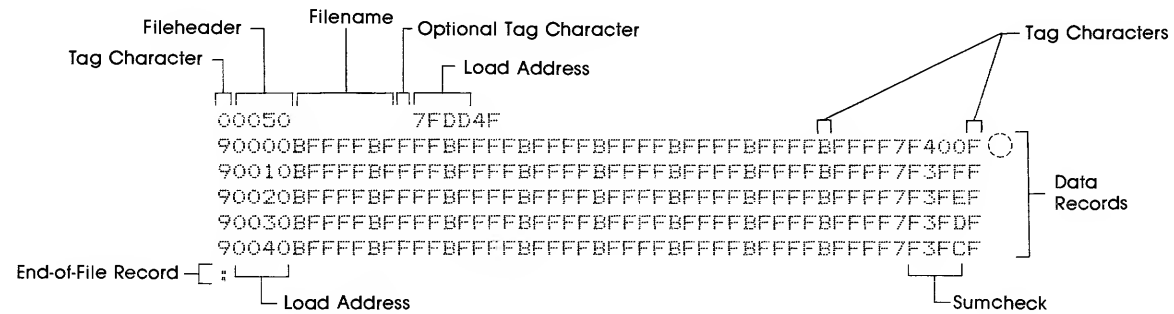 Filename
Fileheader
Optional Tag Character
Tag Characters
Tag Character
Load Address
00050 7FDD4F
90000BFFFFBFFFFBFFFFBFFFFBFFFFBFFFFBFFFFBFFFF7F400F
90010BFFFFBFFFFBFFFFBFFFFBFFFFBFFFFBFFFFBFFFF7F3FFF
90020BFFFFBFFFFBFFFFBFFFFBFFFFBFFFFBFFFFBFFFF7F3FEF
90030BFFFFBFFFFBFFFFBFFFFBFFFFBFFFFBFFFFBFFFF7F3FDF
90040BFFFFBFFFFBFFFFBFFFFBFFFFBFFFFBFFFFBFFFF7F3FCF
Data
Records
End-of-File Record :
Load Address
Sumcheck